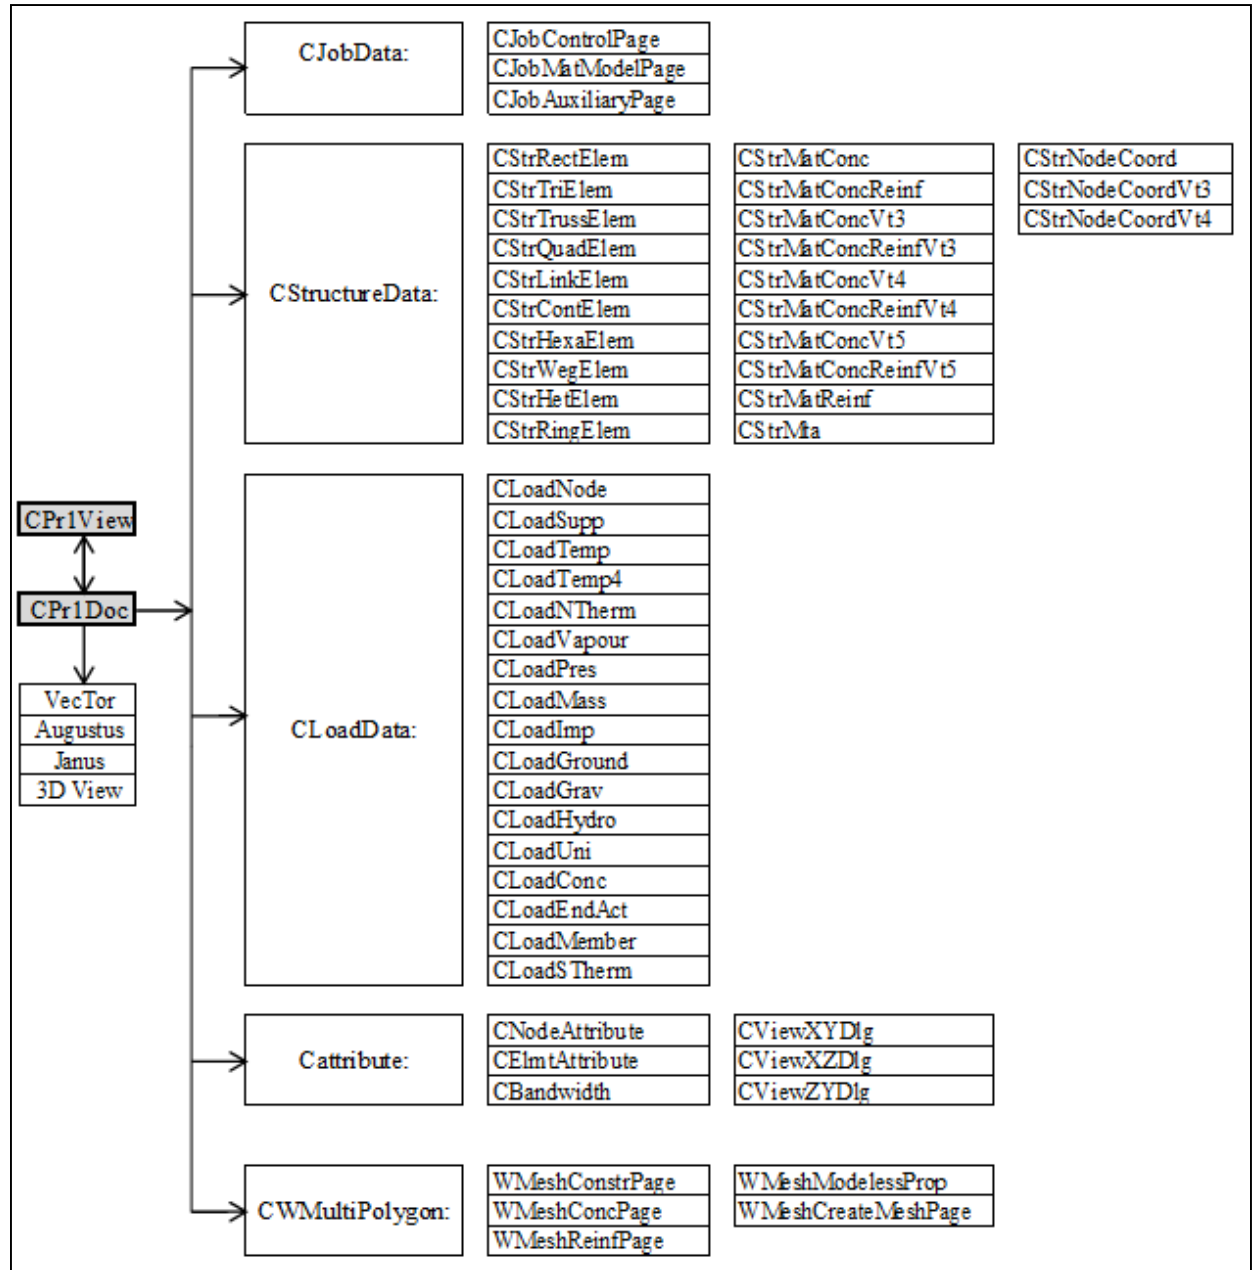 CJobData:
CJobControlPage
CJobMatModelPage
CJobAuxiliaryPage
CStructureData:
CStrRectElem
CStrTriElem
CStrTrussElem
CStrQuadElem
CStrLinkElem
CStrContElem
CStrHexaElem
CStrWegElem
CStrHetElem
CStrRingElem
CStrMatConc
CStrMatConcReinf
CStrMatConcVt3
CStrMatConcReinfVt3
CStrMatConcVt4
CStrMatConcReinfVt4
CStrMatConcVt5
CStrMatConcReinfVt5
CStrMatReinf
CStrMta
CStrNodeCoord
CStrNodeCoordVt3
CStrNodeCoordVt4
CPr1View
CPr1Doc
VecTor
Augustus
Janus
3D View
CLoadData:
CLoadNode
CLoadSupp
CLoadTemp
CLoadTemp4
CLoadNTherm
CLoadVapour
CLoadPres
CLoadMass
CLoadImp
CLoadGround
CLoadGrav
CLoadHydro
CLoadUni
CLoadConc
CLoadEndAct
CLoadMember
CLoadSTherm
Cattribute:
CNodeAttribute
CElmtAttribute
CBandwidth
CViewXYDlg
CViewXZDlg
CViewZYDlg
CWMultiPolygon:
WMeshConstrPage
WMeshConcPage
WMeshReinfPage
WMeshModelessProp
WMeshCreateMeshPage